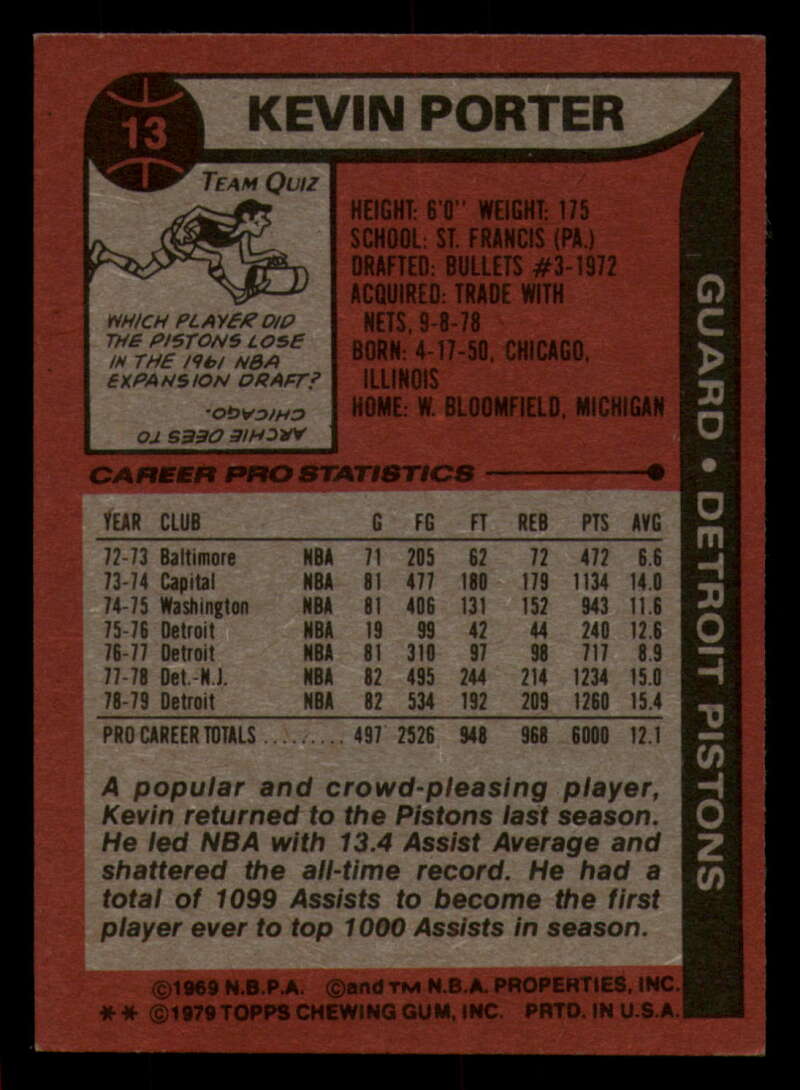 13
KEVIN PORTER
TEAM QUIZ
WHICH PLAYER DID
THE PISTONS LOSE
IN THE 1961 NBA
EXPANSION DRAFT?
ARCHIE DEES TO
CHICAGO.
HEIGHT: 6'0" WEIGHT: 175
SCHOOL: ST. FRANCIS (PA.)
DRAFTED: BULLETS #3-1972
ACQUIRED: TRADE WITH
NETS, 9-8-78
BORN: 4-17-50, CHICAGO,
ILLINOIS
HOME: W. BLOOMFIELD, MICHIGAN
GUARD • DETROIT PISTONS
CAREER PRO STATISTICS
YEAR CLUB G FG FT REB PTS AVG
72-73 Baltimore NBA 71 205 62 72 472 6.6
73-74 Capital NBA 81 477 180 179 1134 14.0
74-75 Washington NBA 81 406 131 152 943 11.6
75-76 Detroit NBA 19 99 42 44 240 12.6
76-77 Detroit NBA 81 310 97 98 717 8.9
77-78 Det.-N.J. NBA 82 495 244 214 1234 15.0
78-79 Detroit NBA 82 534 192 209 1260 15.4
PRO CAREER TOTALS ......... 497 2526 948 968 6000 12.1
A popular and crowd-pleasing player,
Kevin returned to the Pistons last season.
He led NBA with 13.4 Assist Average and
shattered the all-time record. He had a
total of 1099 Assists to become the first
player ever to top 1000 Assists in season.
©1969 N.B.P.A. ©and TM N.B.A. PROPERTIES, INC.
** ©1979 TOPPS CHEWING GUM, INC. PRTD. IN U.S.A.